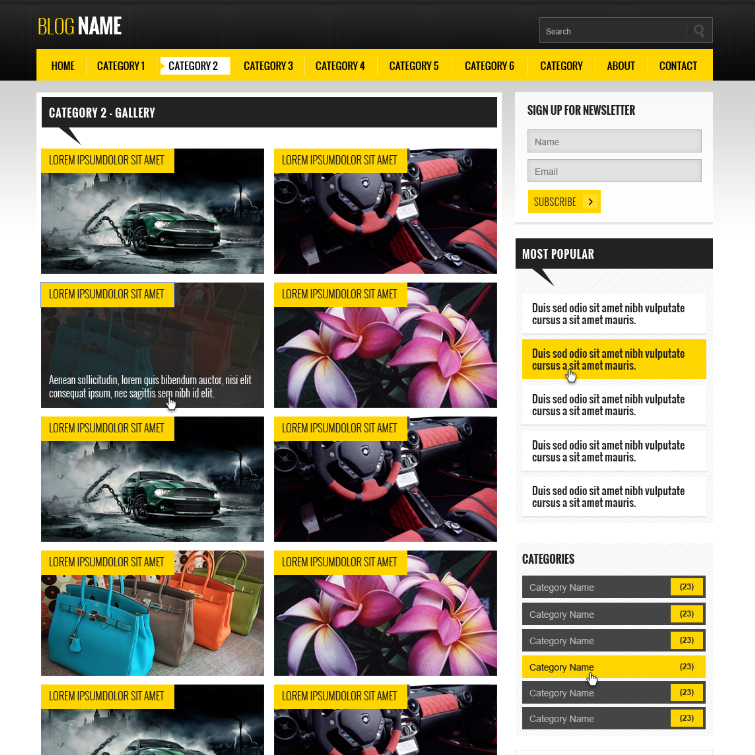 BLOG NAME
Search
HOME CATEGORY 1 CATEGORY 2 CATEGORY 3 CATEGORY 4 CATEGORY 5 CATEGORY 6 CATEGORY ABOUT CONTACT
CATEGORY 2 - GALLERY
LOREM IPSUMDOLOR SIT AMET
LOREM IPSUMDOLOR SIT AMET
LOREM IPSUMDOLOR SIT AMET
Aenean sollicitudin, lorem quis bibendum auctor, nisi elit
consequat ipsum, nec sagittis sem nibh id elit.
LOREM IPSUMDOLOR SIT AMET
LOREM IPSUMDOLOR SIT AMET
LOREM IPSUMDOLOR SIT AMET
LOREM IPSUMDOLOR SIT AMET
LOREM IPSUMDOLOR SIT AMET
LOREM IPSUMDOLOR SIT AMET
LOREM IPSUMDOLOR SIT AMET
SIGN UP FOR NEWSLETTER
Name
Email
SUBSCRIBE
MOST POPULAR
Duis sed odio sit amet nibh vulputate
cursus a sit amet mauris.
Duis sed odio sit amet nibh vulputate
cursus a sit amet mauris.
Duis sed odio sit amet nibh vulputate
cursus a sit amet mauris.
Duis sed odio sit amet nibh vulputate
cursus a sit amet mauris.
Duis sed odio sit amet nibh vulputate
cursus a sit amet mauris.
CATEGORIES
Category Name (23)
Category Name (23)
Category Name (23)
Category Name (23)
Category Name (23)
Category Name (23)